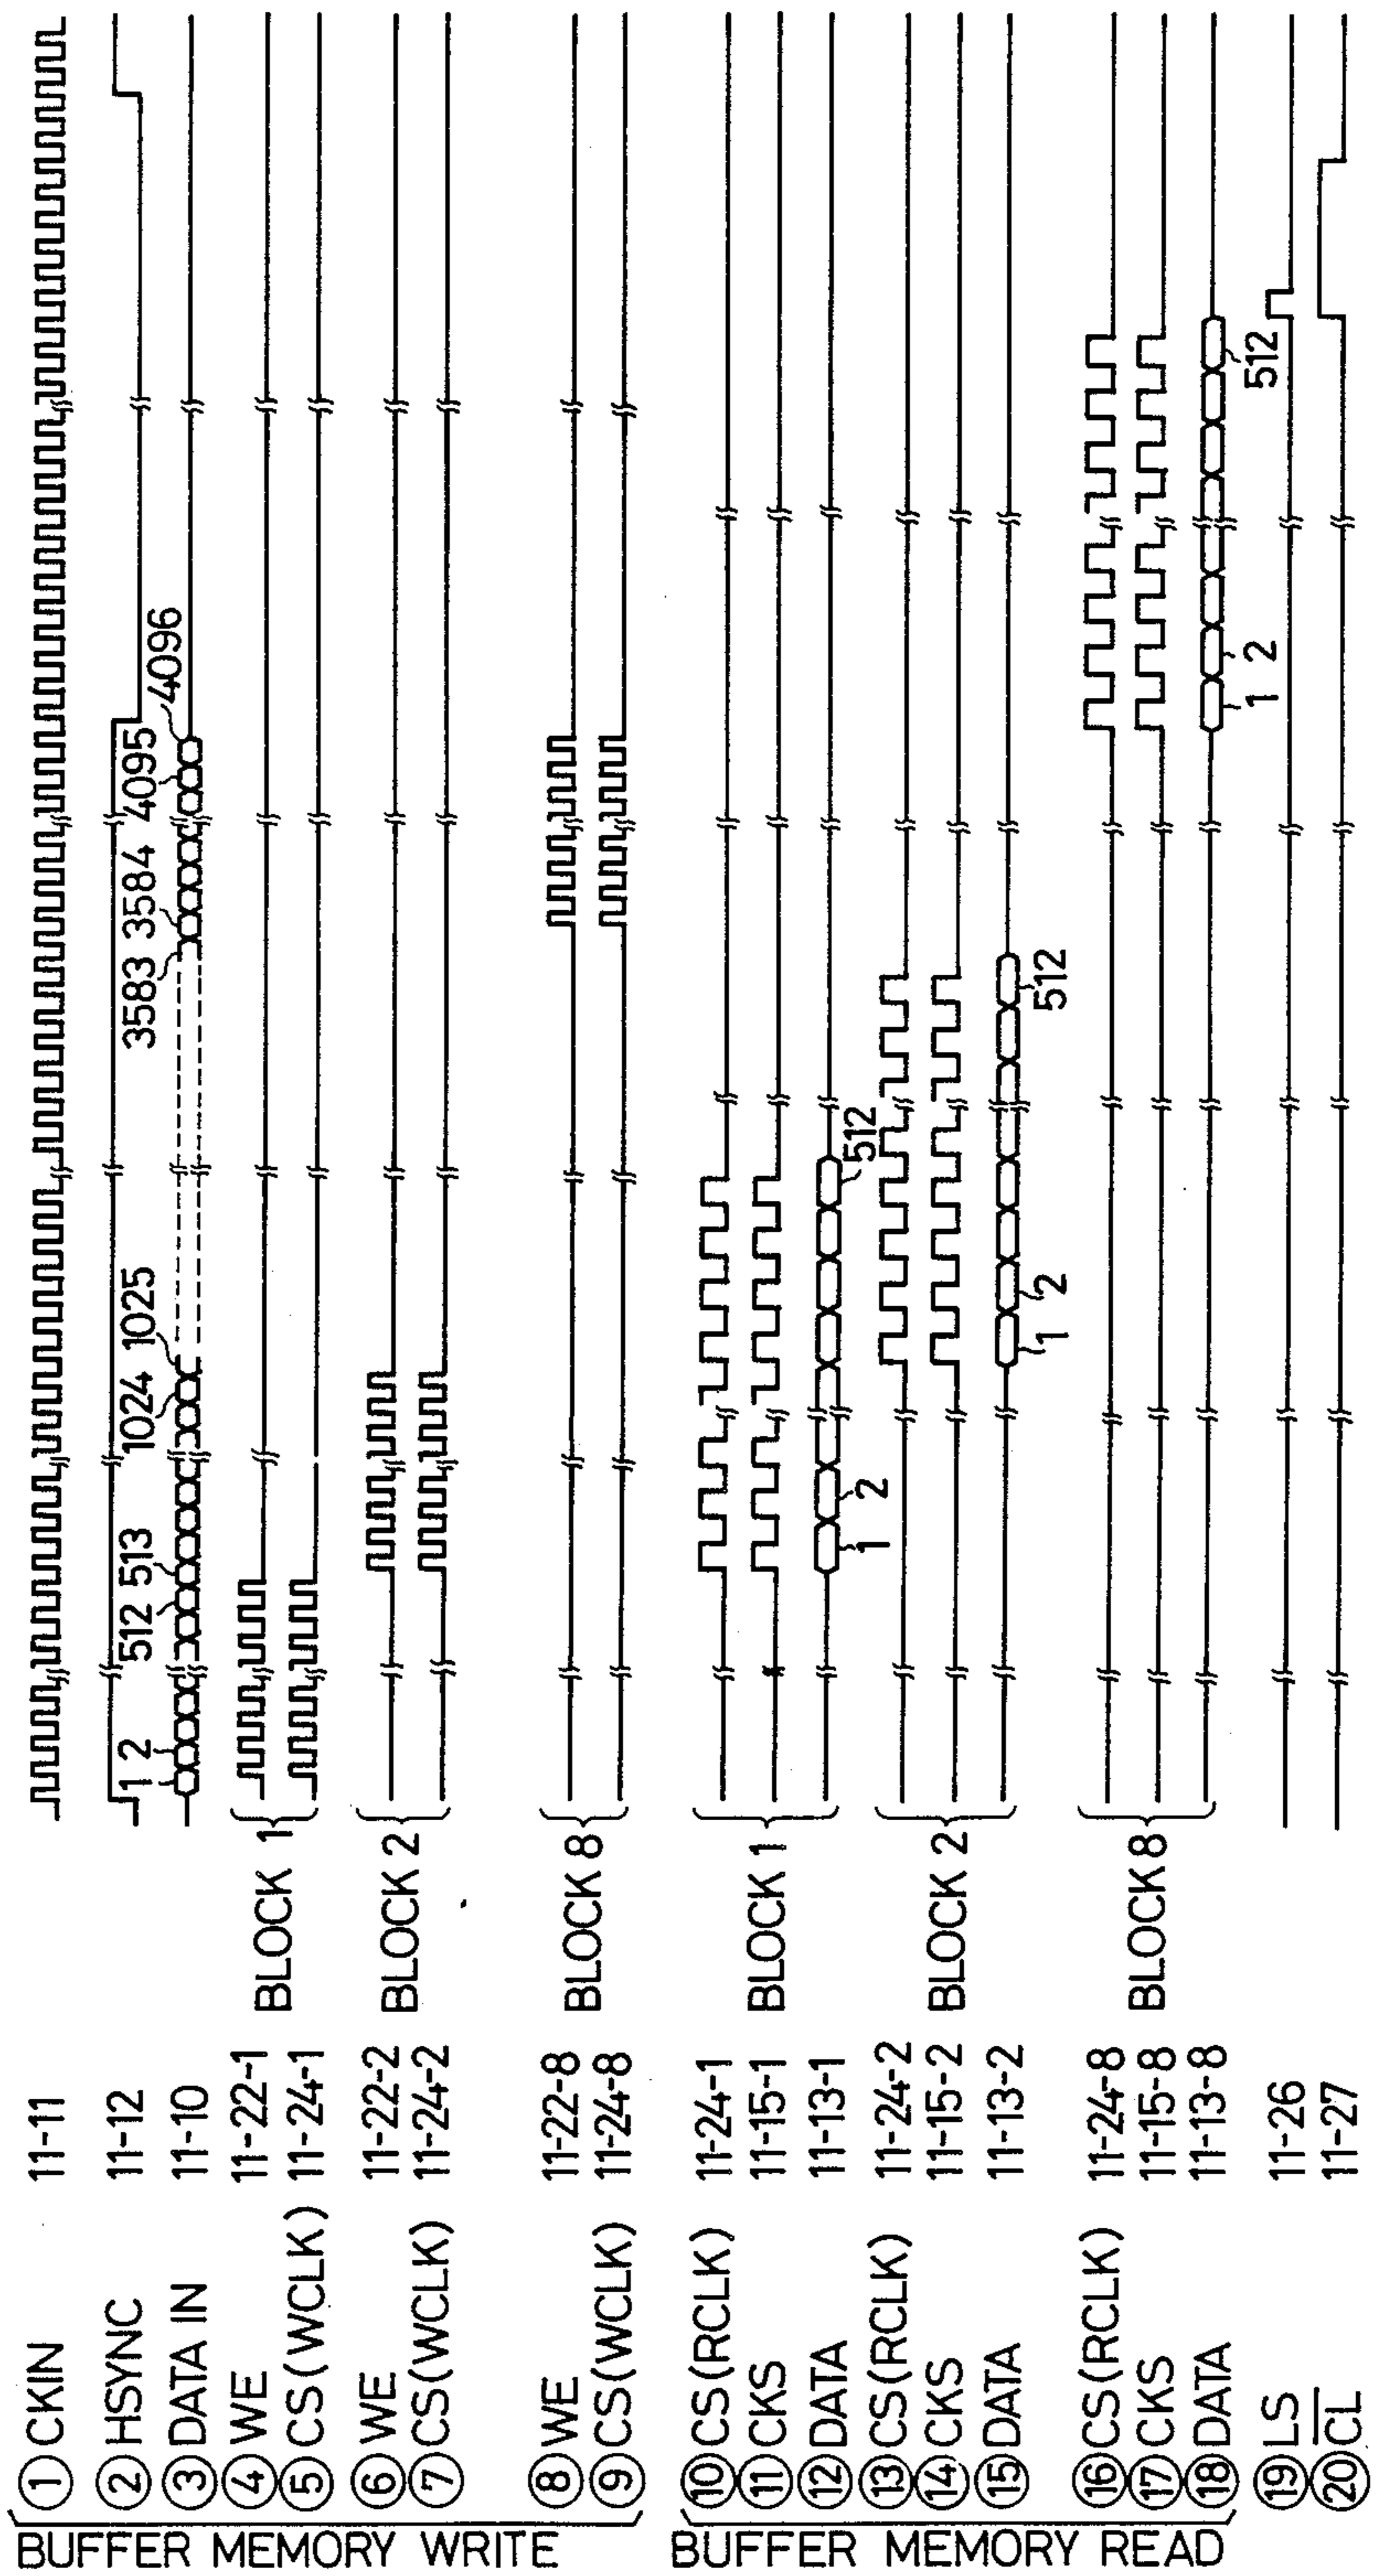 BUFFER MEMORY WRITE
① CKIN 11-11
② HSYNC 11-12
1 2 512 513 1024 1025 3583 3584 4095 4096
③ DATA IN 11-10
④ WE 11-22-1
BLOCK 1
⑤ CS(WCLK) 11-24-1
⑥ WE 11-22-2
BLOCK 2
⑦ CS(WCLK) 11-24-2
⑧ WE 11-22-8
BLOCK 8
⑨ CS(WCLK) 11-24-8
BUFFER MEMORY READ
⑩ CS(RCLK) 11-24-1
⑪ CKS 11-15-1
BLOCK 1
⑫ DATA 11-13-1
1 2 512
⑬ CS(RCLK) 11-24-2
⑭ CKS 11-15-2
BLOCK 2
⑮ DATA 11-13-2
1 2 512
⑯ CS(RCLK) 11-24-8
⑰ CKS 11-15-8
BLOCK 8
⑱ DATA 11-13-8
1 2 512
⑲ LS 11-26
⑳ C̅L̅ 11-27